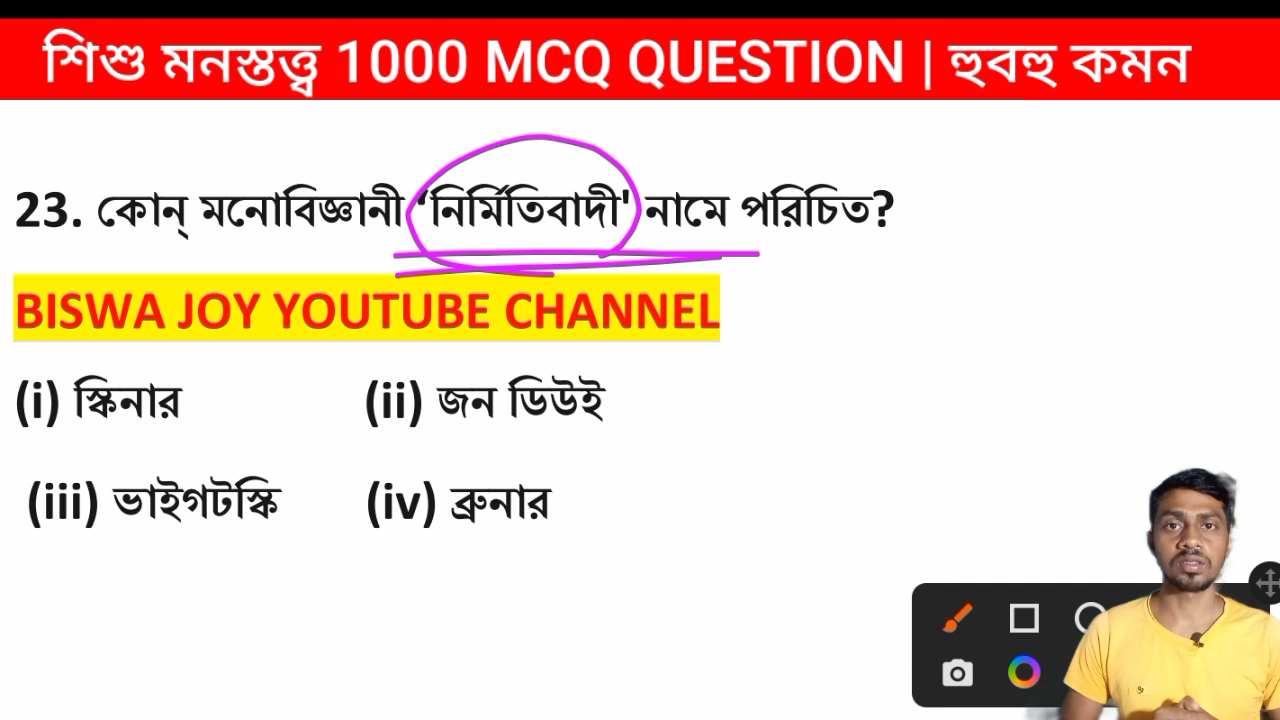 শিশু মনস্তত্ত্ব 1000 MCQ QUESTION | হুবহু কমন
23. কোন্ মনোবিজ্ঞানী ‘নির্মিতিবাদী' নামে পরিচিত?
BISWA JOY YOUTUBE CHANNEL
(i) স্কিনার (ii) জন ডিউই
(iii) ভাইগটস্কি (iv) ব্রুনার